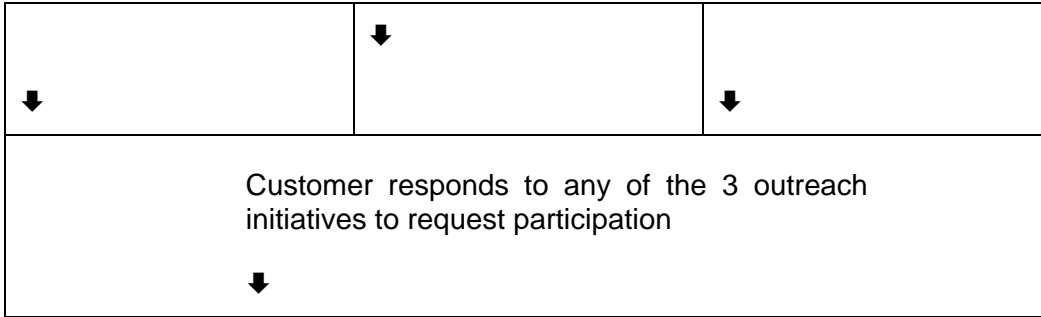 🡇
🡇 🡇
Customer responds to any of the 3 outreach
initiatives to request participation
🡇